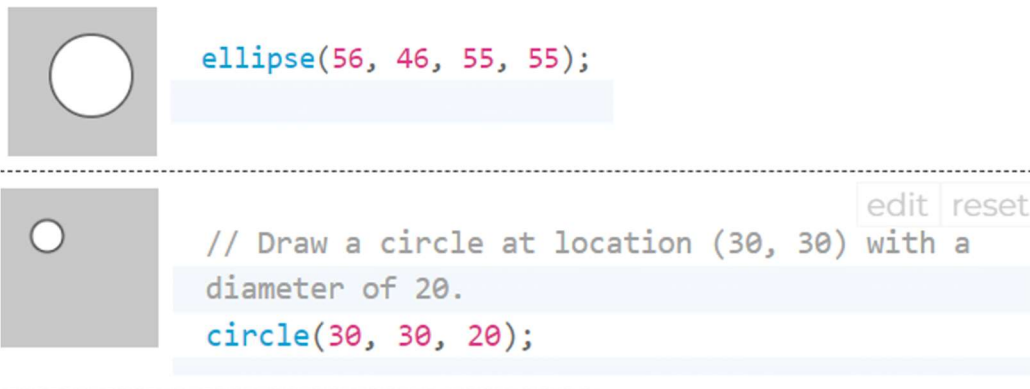 ellipse(56, 46, 55, 55);
edit reset
// Draw a circle at location (30, 30) with a
diameter of 20.
circle(30, 30, 20);